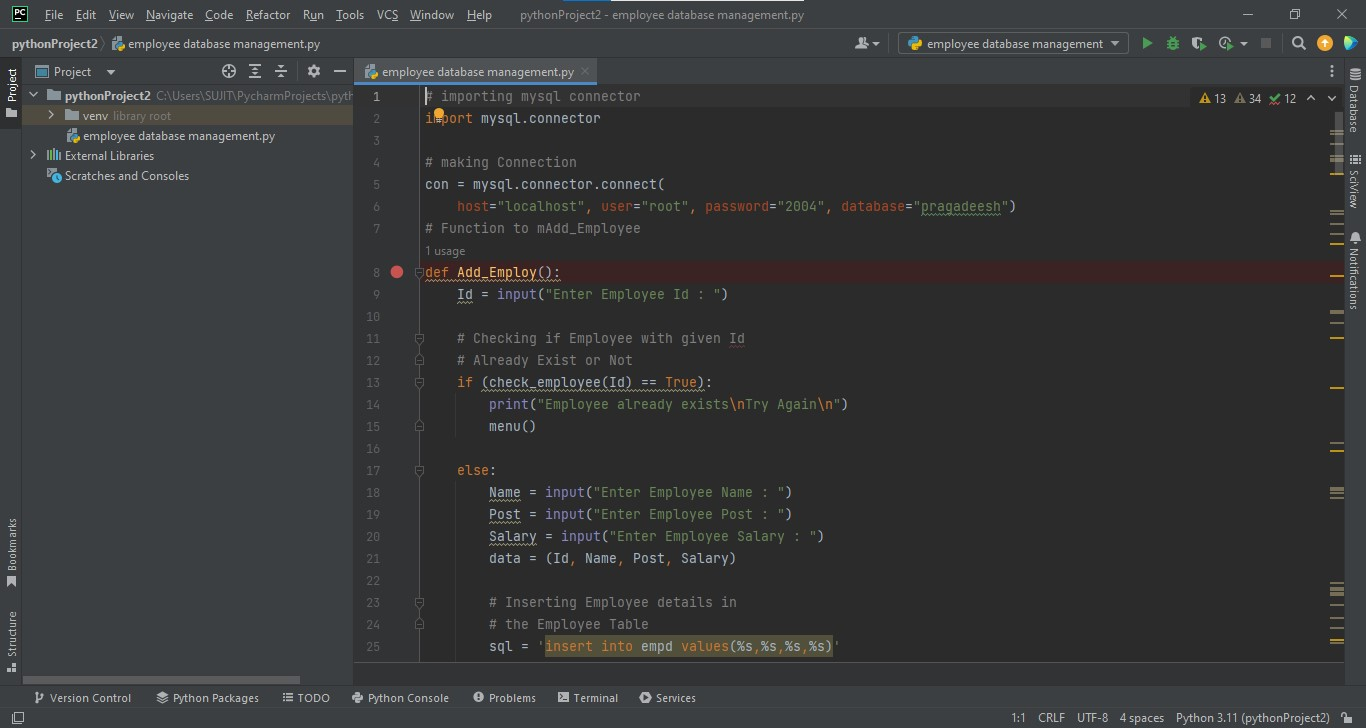 PC File Edit View Navigate Code Refactor Run Tools VCS Window Help pythonProject2 - employee database management.py
pythonProject2 employee database management.py employee database management
Project employee database management.py
Project
pythonProject2 C:\Users\SUJIT\PycharmProjects\pyth
venv library root
employee database management.py
External Libraries
Scratches and Consoles
Bookmarks
Structure
13 34 12
1 # importing mysql connector
2 import mysql.connector
3
4 # making Connection
5 con = mysql.connector.connect(
6 host="localhost", user="root", password="2004", database="pragadeesh")
7 # Function to mAdd_Employee
1 usage
8 def Add_Employ():
9 Id = input("Enter Employee Id : ")
10
11 # Checking if Employee with given Id
12 # Already Exist or Not
13 if (check_employee(Id) == True):
14 print("Employee already exists\nTry Again\n")
15 menu()
16
17 else:
18 Name = input("Enter Employee Name : ")
19 Post = input("Enter Employee Post : ")
20 Salary = input("Enter Employee Salary : ")
21 data = (Id, Name, Post, Salary)
22
23 # Inserting Employee details in
24 # the Employee Table
25 sql = 'insert into empd values(%s,%s,%s,%s)'
Database
SciView
Notifications
Version Control Python Packages TODO Python Console Problems Terminal Services
1:1 CRLF UTF-8 4 spaces Python 3.11 (pythonProject2)